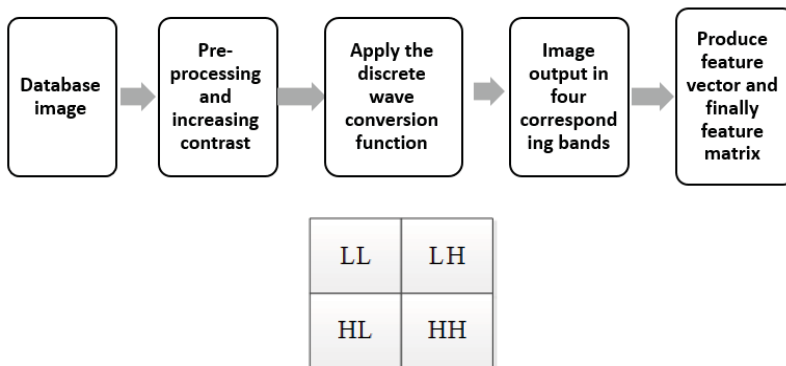 Database
image
Pre-
processing
and
increasing
contrast
Apply the
discrete
wave
conversion
function
Image
output in
four
correspond
ing bands
Produce
feature
vector and
finally
feature
matrix
LL LH
HL HH